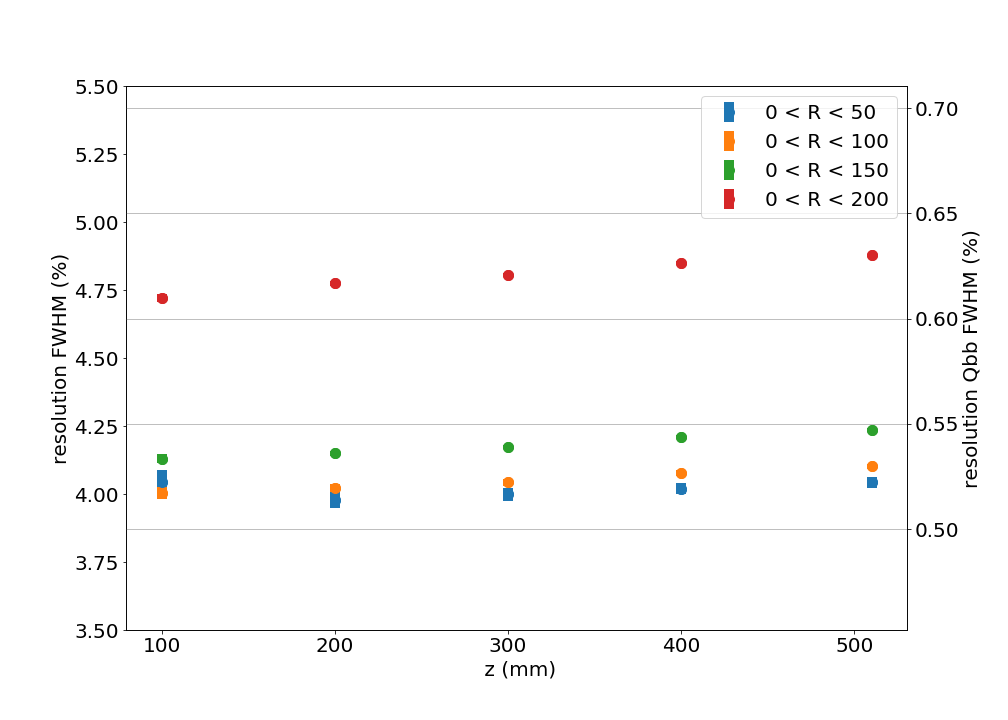 5.50
5.25
5.00
4.75
4.50
4.25
4.00
3.75
3.50
resolution FWHM (%)
100
200
300
400
500
z (mm)
0.70
0.65
0.60
0.55
0.50
resolution Qbb FWHM (%)
0 < R < 50
0 < R < 100
0 < R < 150
0 < R < 200